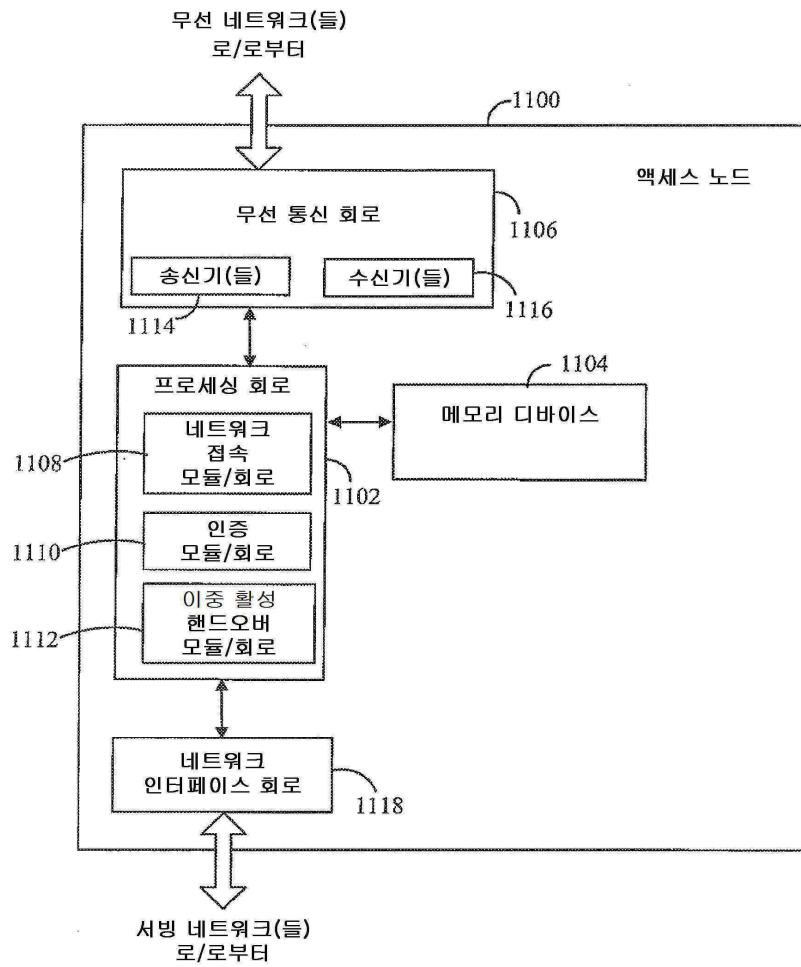 무선 네트워크(들)
로/로부터
1100
액세스 노드
무선 통신 회로
1106
송신기(들)
수신기(들)
1114
1116
프로세싱 회로
1104
메모리 디바이스
네트워크
접속
모듈/회로
1108
1102
인증
모듈/회로
1110
이중 활성
핸드오버
모듈/회로
1112
네트워크
인터페이스 회로
1118
서빙 네트워크(들)
로/로부터